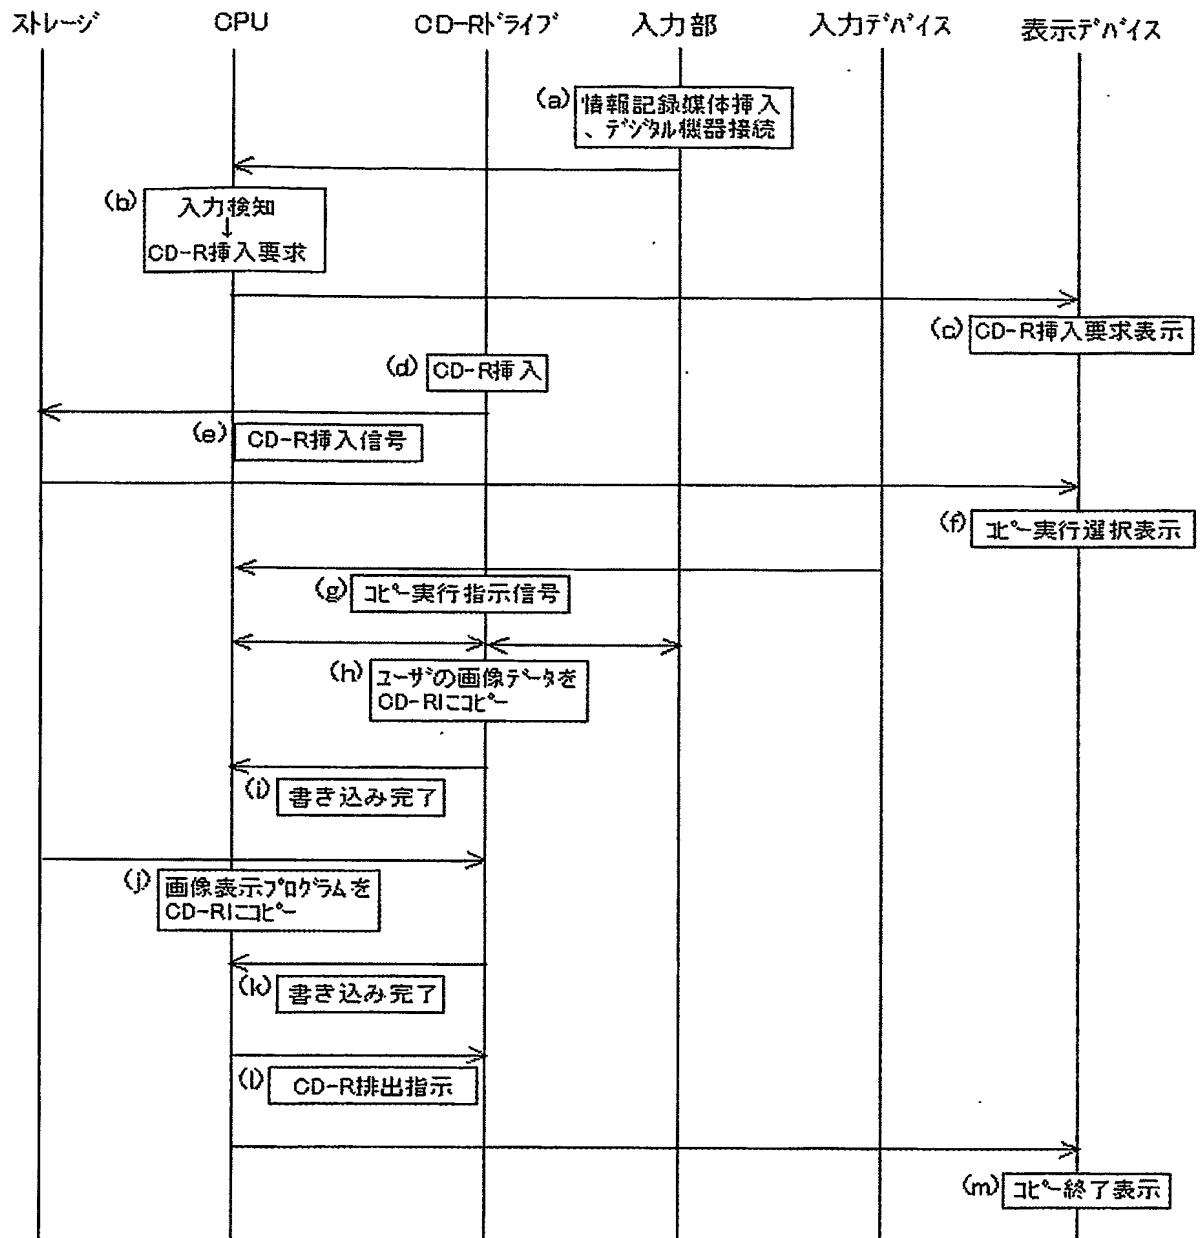 ストレージ
CPU
CD-Rドライブ
入力部
入力デバイス
表示デバイス
(a)
情報記録媒体挿入
、デジタル機器接続
(b)
入力検知
↓
CD-R挿入要求
(c)
CD-R挿入要求表示
(d)
CD-R挿入
(e)
CD-R挿入信号
(f)
コピー実行選択表示
(g)
コピー実行指示信号
(h)
ユーザの画像データを
CD-Rにコピー
(i)
書き込み完了
(j)
画像表示プログラムを
CD-Rにコピー
(k)
書き込み完了
(l)
CD-R排出指示
(m)
コピー終了表示